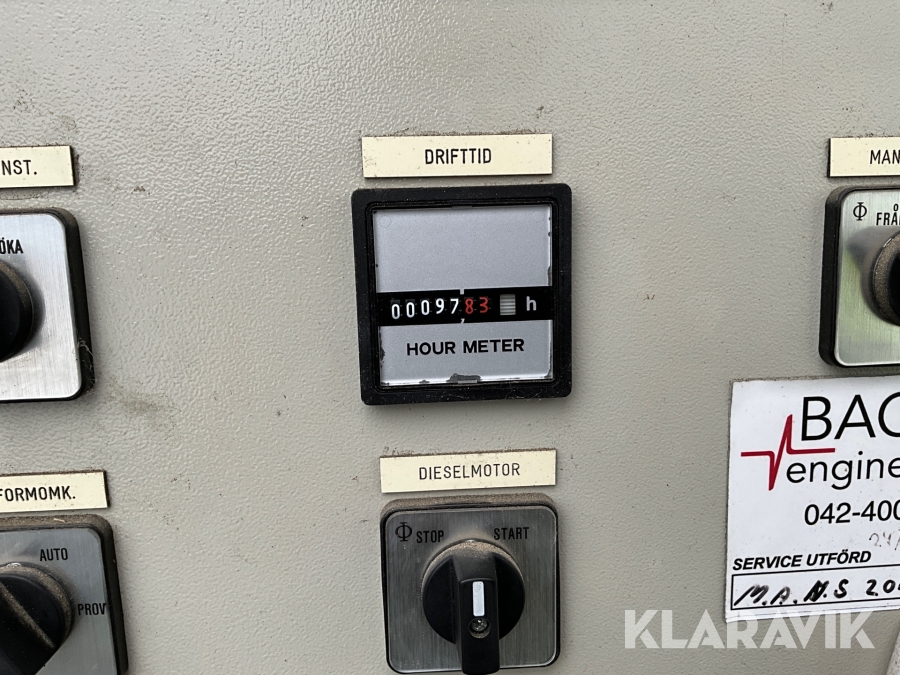 NST.
ÖKA
DRIFTTID
0009783 h
HOUR METER
MAN
FRÅ
FORMOMK.
AUTO
PROV
DIESELMOTOR
STOP START
BAC
engine
042-400
SERVICE UTFÖRD
M.A.N.S
KLARAVIK